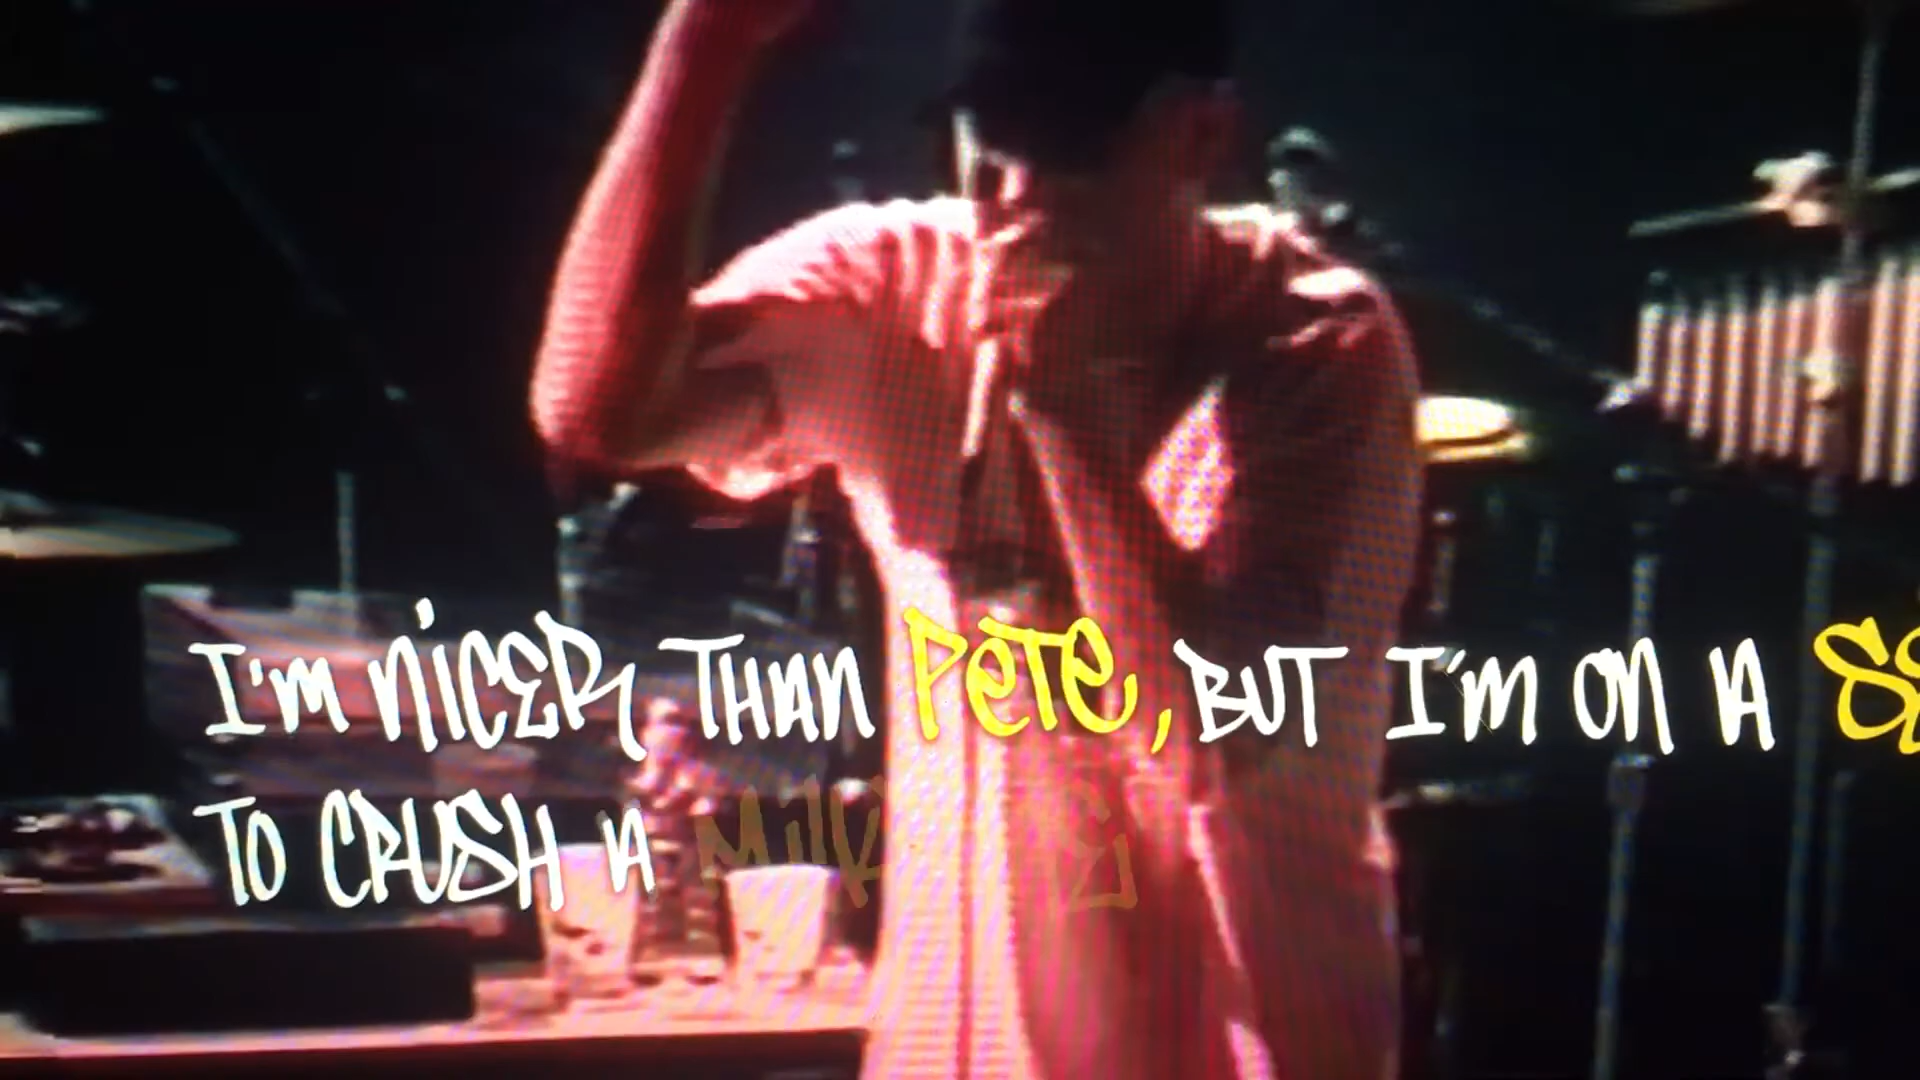 I'm NiCER THAN PeTe, BUT I'm ON A
TO CRUSH A